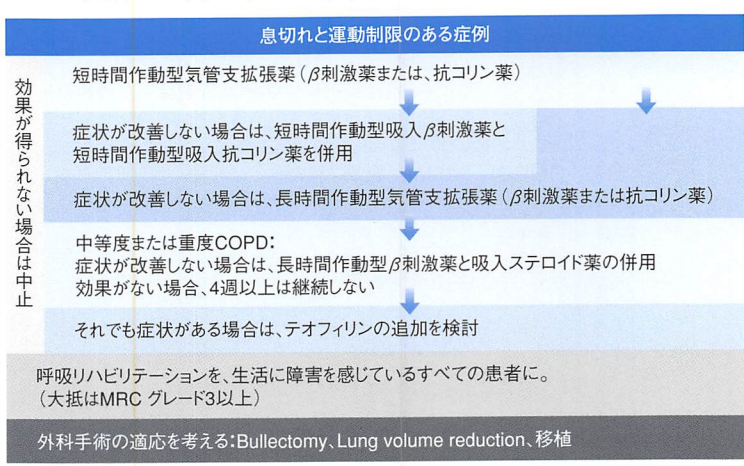 息切れと運動制限のある症例
効果が得られない場合は中止
短時間作動型気管支拡張薬（β刺激薬または、抗コリン薬）
症状が改善しない場合は、短時間作動型吸入β刺激薬と
短時間作動型吸入抗コリン薬を併用
症状が改善しない場合は、長時間作動型気管支拡張薬（β刺激薬または抗コリン薬）
中等度または重度COPD：
症状が改善しない場合は、長時間作動型β刺激薬と吸入ステロイド薬の併用
効果がない場合、4週以上は継続しない
それでも症状がある場合は、テオフィリンの追加を検討
呼吸リハビリテーションを、生活に障害を感じているすべての患者に。
（大抵はMRC グレード3以上）
外科手術の適応を考える：Bullectomy、Lung volume reduction、移植